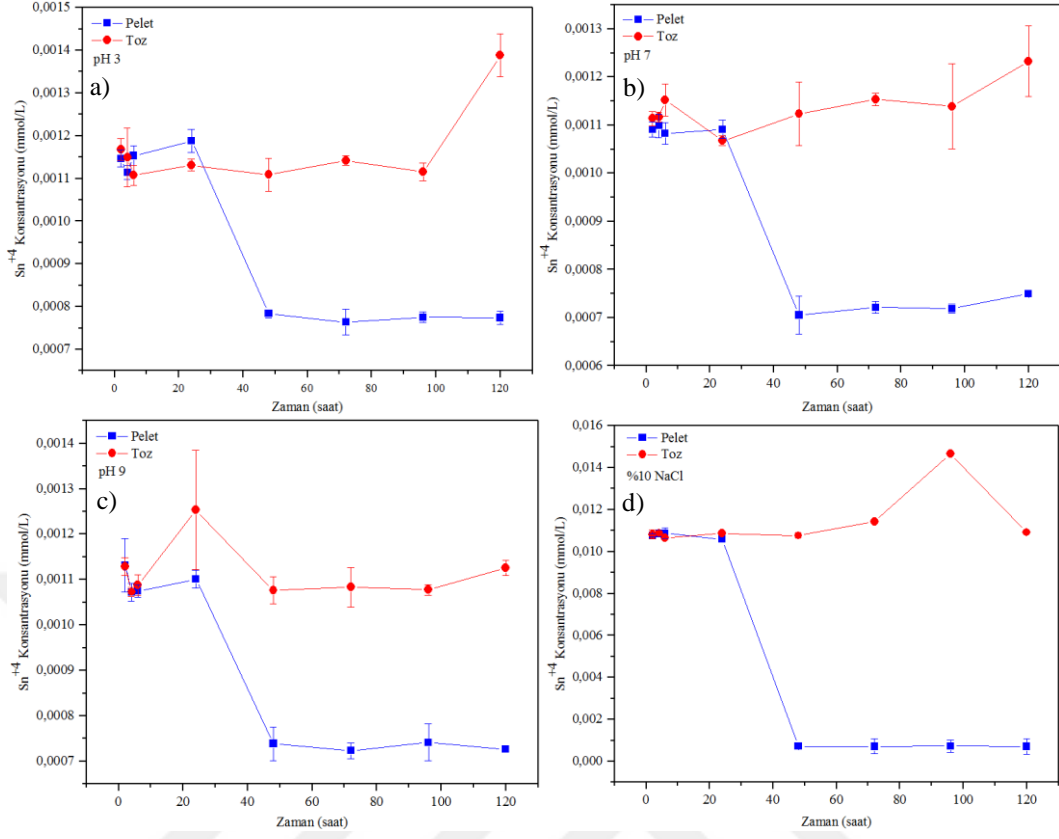 Pelet
Toz
pH 3
a)
0,0015
0,0014
0,0013
0,0012
0,0011
0,0010
0,0009
0,0008
0,0007
Sn+4 Konsantrasyonu (mmol/L)
0
20
40
60
80
100
120
Zaman (saat)
Pelet
Toz
pH 7
b)
0,0013
0,0012
0,0011
0,0010
0,0009
0,0008
0,0007
0,0006
Sn+4 Konsantrasyonu (mmol/L)
0
20
40
60
80
100
120
Zaman (saat)
Pelet
Toz
pH 9
c)
0,0014
0,0013
0,0012
0,0011
0,0010
0,0009
0,0008
0,0007
Sn+4 Konsantrasyonu (mmol/L)
0
20
40
60
80
100
120
Zaman (saat)
Pelet
Toz
%10 NaCl
d)
0,016
0,014
0,012
0,010
0,008
0,006
0,004
0,002
0,000
Sn+4 Konsantrasyonu (mmol/L)
0
20
40
60
80
100
120
Zaman (saat)